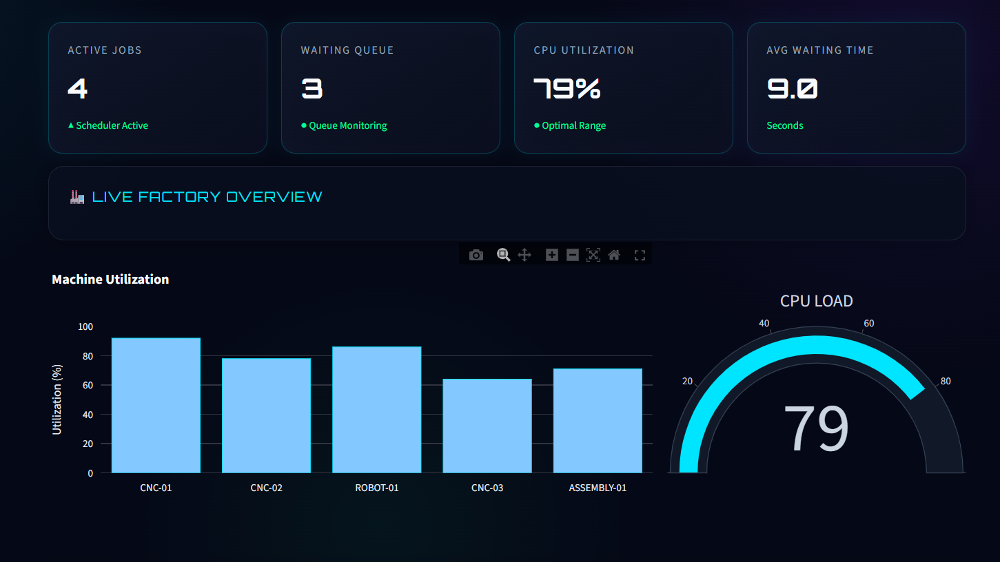 ACTIVE JOBS
4
▲ Scheduler Active
WAITING QUEUE
3
● Queue Monitoring
CPU UTILIZATION
79%
● Optimal Range
AVG WAITING TIME
9.0
Seconds
LIVE FACTORY OVERVIEW
Machine Utilization
Utilization (%)
100
80
60
40
20
0
CNC-01
CNC-02
ROBOT-01
CNC-03
ASSEMBLY-01
CPU LOAD
20
40
60
80
79